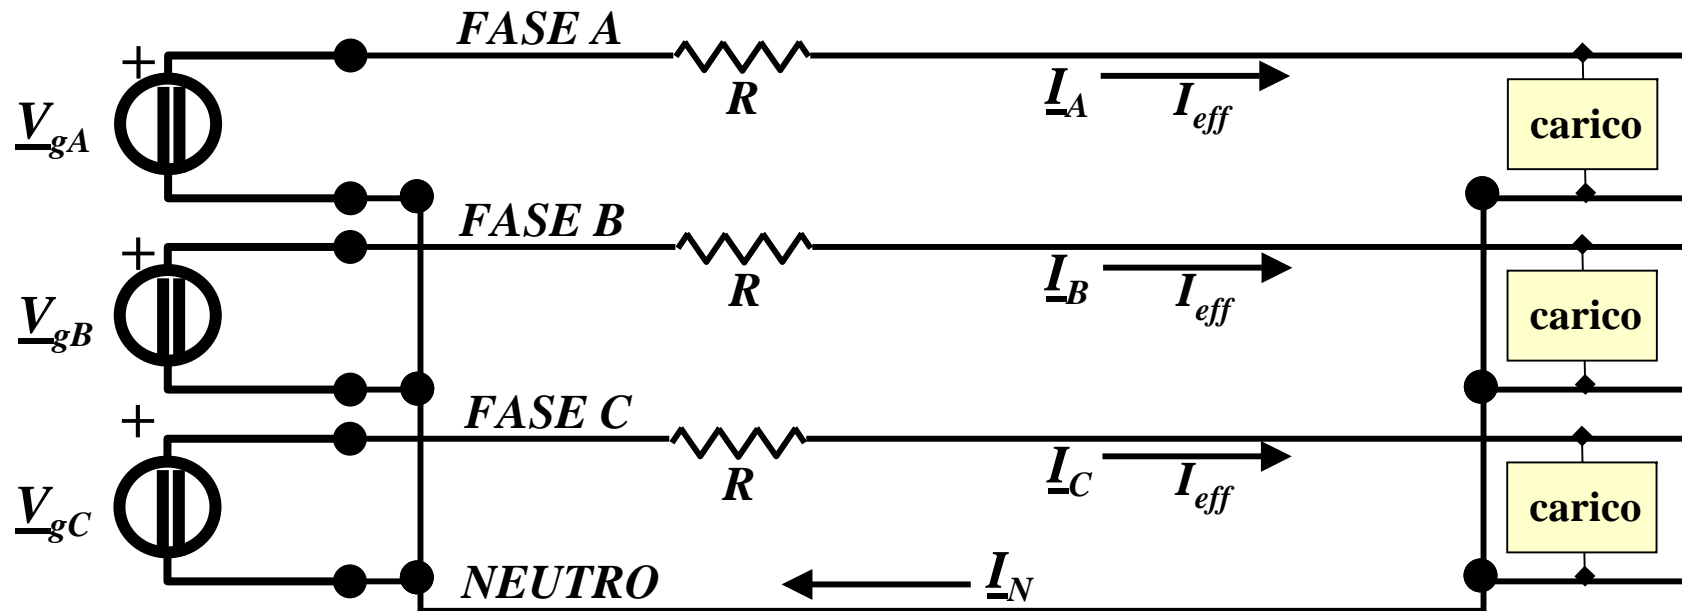 FASE A
+
R
I_A
I_eff
carico
V_gA
FASE B
+
R
I_B
I_eff
carico
V_gB
FASE C
+
R
I_C
I_eff
carico
V_gC
NEUTRO
I_N